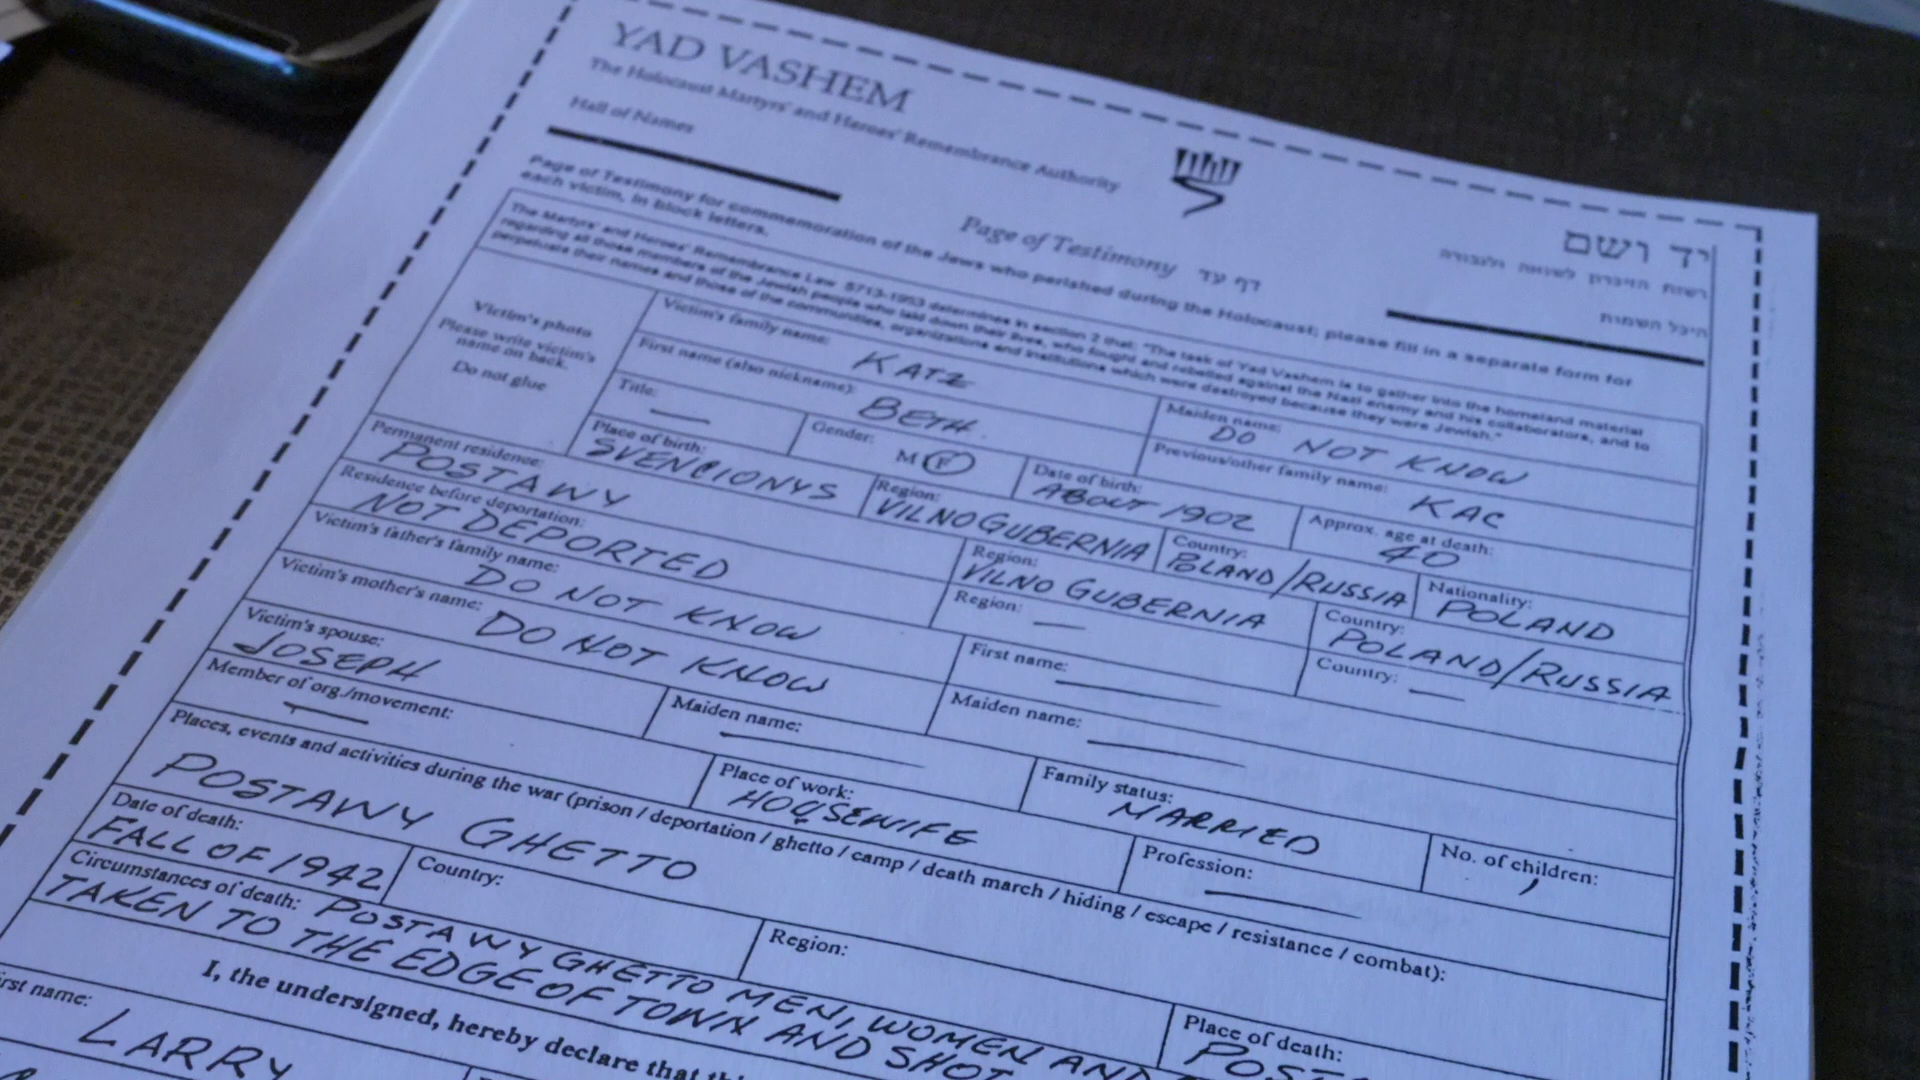 YAD VASHEM
The Holocaust Martyrs' and Heroes' Remembrance Authority
Hall of Names
יד ושם
רשות הזיכרון לשואה ולגבורה
היכל השמות
Page of Testimony דף עד
Page of Testimony for commemoration of the Jews who perished during the Holocaust; please fill in a separate form for
each victim, in block letters.
The Martyrs' and Heroes' Remembrance Law 5713-1953 determines in section 2 that: "The task of Yad Vashem is to gather into the homeland material
regarding all those members of the Jewish people who laid down their lives, who fought and rebelled against the Nazi enemy and his collaborators, and to
perpetuate their names and those of the communities, organizations and institutions which were destroyed because they were Jewish."
Victim's photo
Please write victim's
name on back.
Do not glue
Victim's family name: KATZ
Maiden name: DO NOT KNOW
First name (also nickname): BETH
Previous/other family name: KAC
Title: —
Gender: M F
Date of birth: ABOUT 1902
Approx. age at death: 40
Place of birth: SVENCIONYS
Region: VILNO GUBERNIA
Country: POLAND/RUSSIA
Nationality: POLAND
Permanent residence: POSTAWY
Region: VILNO GUBERNIA
Country: POLAND/RUSSIA
Residence before deportation: NOT DEPORTED
Region: —
Country: —
Victim's father's family name: DO NOT KNOW
First name: —
Victim's mother's name: DO NOT KNOW
Maiden name: —
Victim's spouse: JOSEPH
Maiden name: —
Family status: MARRIED
No. of children: 1
Member of org./movement: —
Place of work: HOUSEWIFE
Profession: —
Places, events and activities during the war (prison / deportation / ghetto / camp / death march / hiding / escape / resistance / combat):
POSTAWY GHETTO
Date of death: FALL OF 1942
Country:
Region:
Place of death:
Circumstances of death: POSTAWY GHETTO MEN, WOMEN AND
TAKEN TO THE EDGE OF TOWN AND SHOT
I, the undersigned, hereby declare that
name:
LARRY